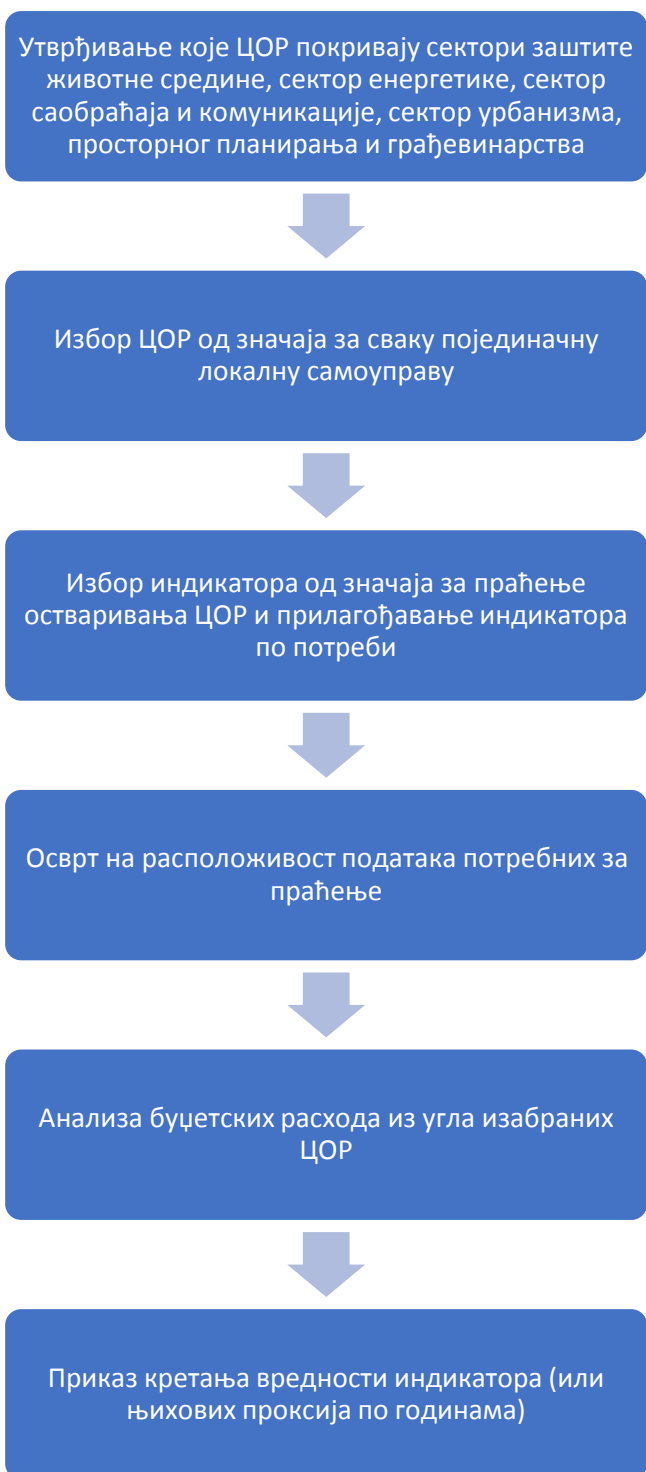 Утврђивање које ЦОР покривају сектори заштите
животне средине, сектор енергетике, сектор
саобраћаја и комуникације, сектор урбанизма,
просторног планирања и грађевинарства
Избор ЦОР од значаја за сваку појединачну
локалну самоуправу
Избор индикатора од значаја за праћење
остваривања ЦОР и прилагођавање индикатора
по потреби
Осврт на расположивост података потребних за
праћење
Анализа буџетских расхода из угла изабраних
ЦОР
Приказ кретања вредности индикатора (или
њихових проксија по годинама)